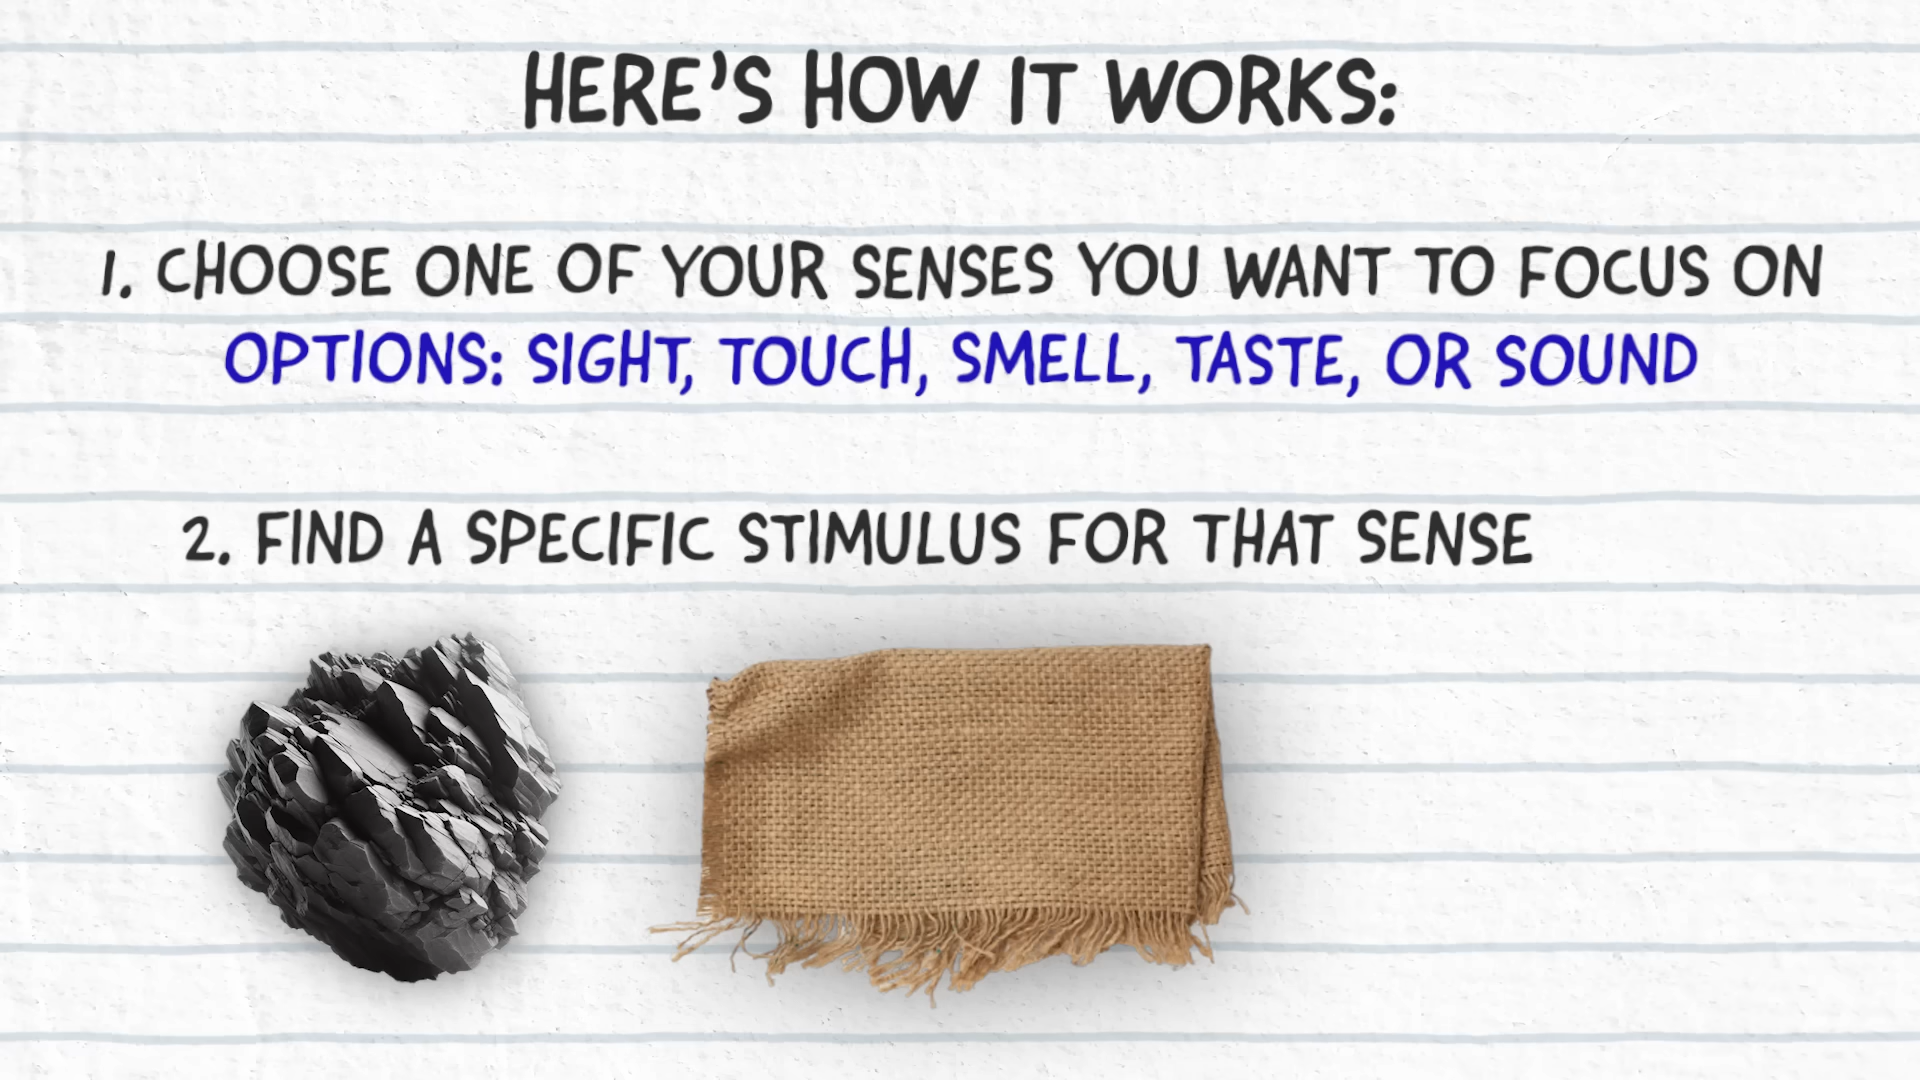 HERE'S HOW IT WORKS:
1. CHOOSE ONE OF YOUR SENSES YOU WANT TO FOCUS ON
OPTIONS: SIGHT, TOUCH, SMELL, TASTE, OR SOUND
2. FIND A SPECIFIC STIMULUS FOR THAT SENSE